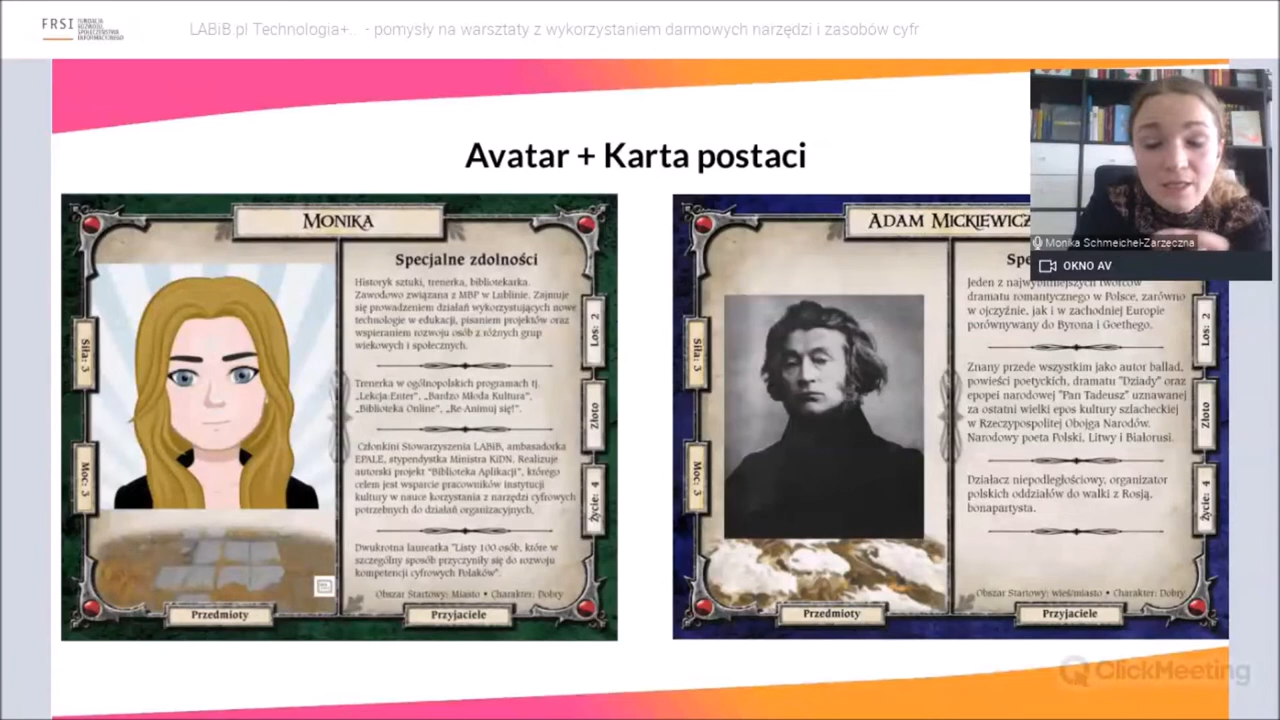 FRSI FUNDACJA ROZWOJU SPOŁECZEŃSTWA INFORMACYJNEGO
LABiB.pl Technologia+... - pomysły na warsztaty z wykorzystaniem darmowych narzędzi i zasobów cyfr
Avatar + Karta postaci
MONIKA
Specjalne zdolności
Historyk sztuki, trenerka, bibliotekarka.
Zawodowo związana z MBP w Lublinie. Zajmuje
się prowadzeniem działań wykorzystujących nowe
technologie w edukacji, pisaniem projektów oraz
wspieraniem rozwoju osób z różnych grup
wiekowych i społecznych.
Trenerka w ogólnopolskich programach tj.
„Lekcja:Enter", „Bardzo Młoda Kultura",
„Biblioteka Online", „Re-Animuj się!".
Członkini Stowarzyszenia LABiB, ambasadorka
EPALE, stypendystka Ministra KiDN. Realizuje
autorski projekt "Biblioteka Aplikacji", którego
celem jest wsparcie pracowników instytucji
kultury w nauce korzystania z narzędzi cyfrowych
potrzebnych do działań organizacyjnych,
Dwukrotna laureatka "Listy 100 osób, które w
szczególny sposób przyczyniły się do rozwoju
kompetencji cyfrowych Polaków".
Obszar Startowy: Miasto • Charakter: Dobry
Siła: 3
Moc: 3
Los: 2
Złoto
Życie: 4
Przedmioty
Przyjaciele
ADAM MICKIEWICZ
Spe
Jeden z najwybitniejszych twórców
dramatu romantycznego w Polsce, zarówno
w ojczyźnie, jak i w zachodniej Europie
porównywany do Byrona i Goethego.
Znany przede wszystkim jako autor ballad,
powieści poetyckich, dramatu "Dziady" oraz
epopei narodowej "Pan Tadeusz" uznawanej
za ostatni wielki epos kultury szlacheckiej
w Rzeczypospolitej Obojga Narodów.
Narodowy poeta Polski, Litwy i Białorusi.
Działacz niepodległościowy, organizator
polskich oddziałów do walki z Rosją,
bonapartysta.
Obszar Startowy: wieś/miasto • Charakter: Dobry
Siła: 3
Moc: 3
Los: 2
Złoto
Życie: 4
Przedmioty
Przyjaciele
Monika Schmeichel-Zarzeczna
OKNO AV
ClickMeeting